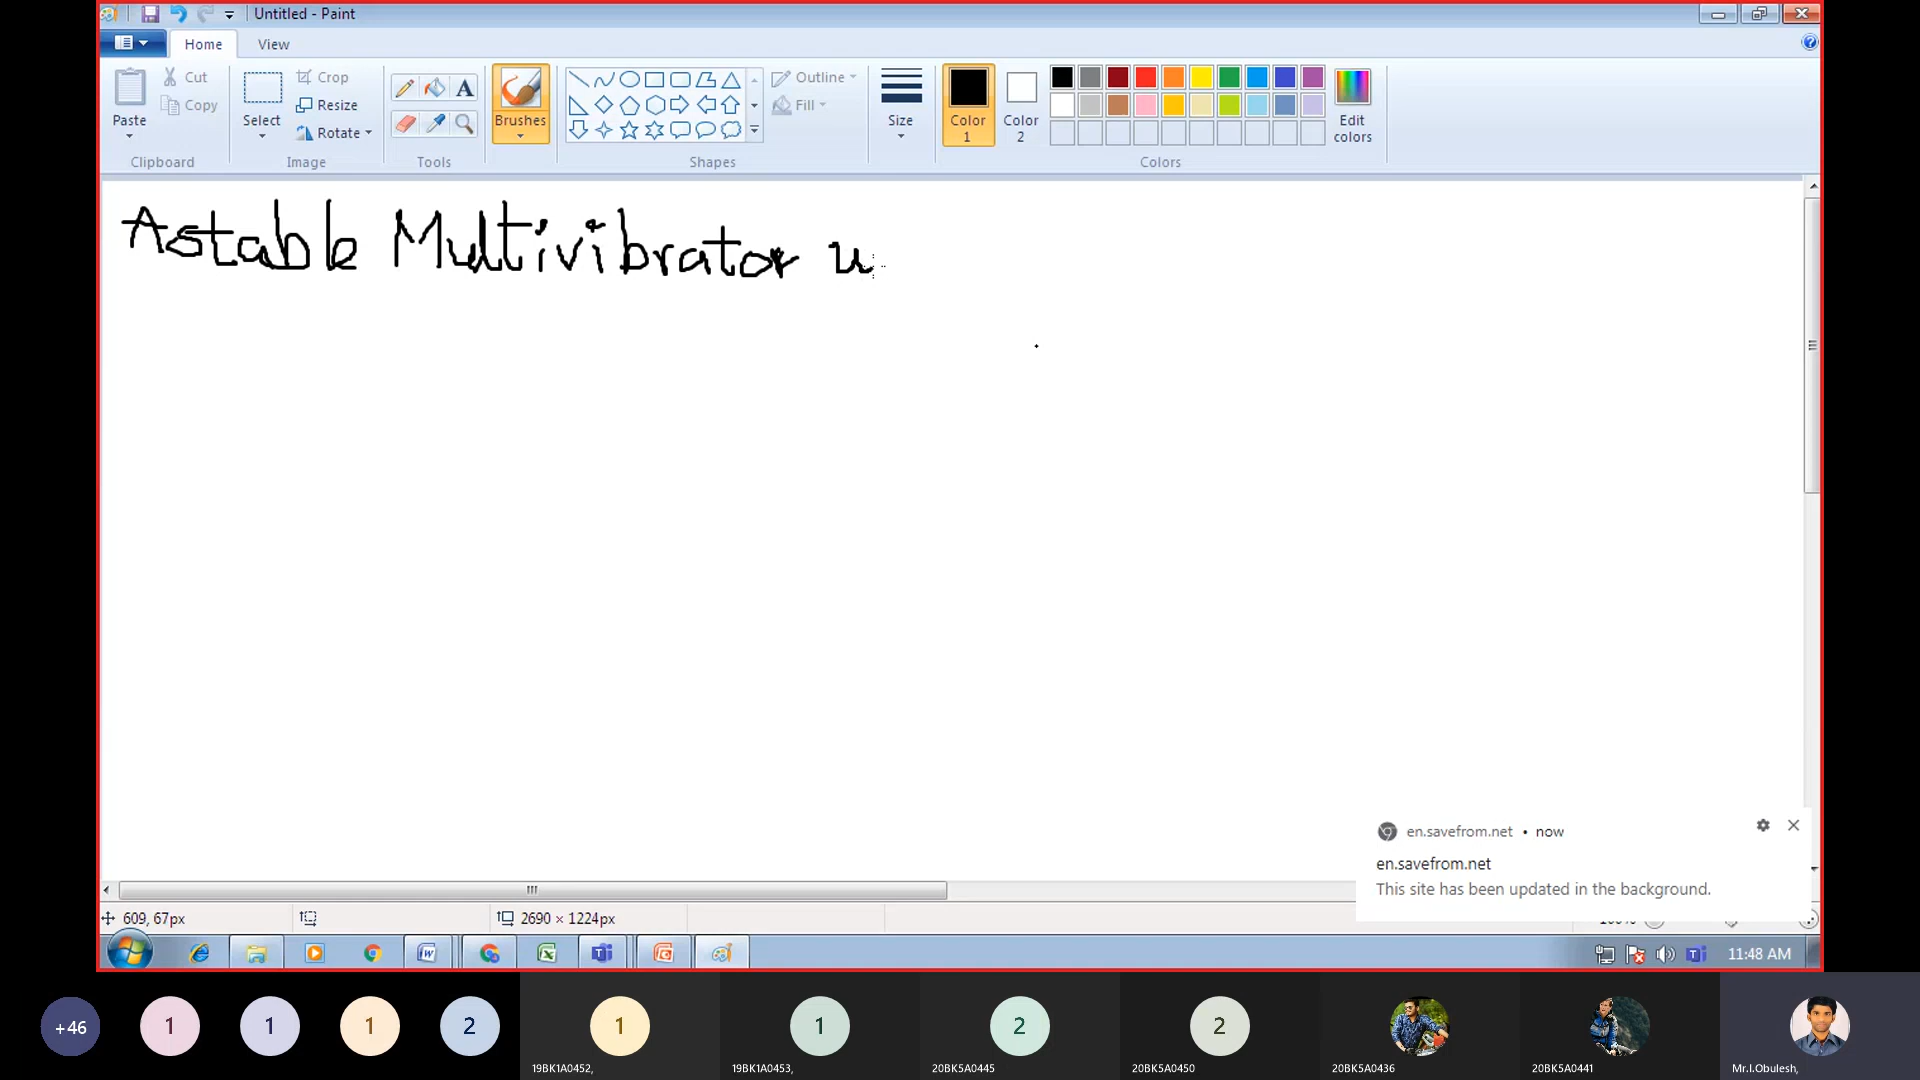 Untitled - Paint
Home
View
Paste
Cut
Copy
Clipboard
Select
Crop
Resize
Rotate
Image
A
Tools
Brushes
Outline
Fill
Shapes
Size
Color 1
Color 2
Edit colors
Colors
Astable Multivibrator u
en.savefrom.net • now
en.savefrom.net
This site has been updated in the background.
609, 67px
2690 × 1224px
11:48 AM
+46
1
1
1
2
1
1
2
2
19BK1A0452,
19BK1A0453,
20BK5A0445
20BK5A0450
20BK5A0436
20BK5A0441
Mr.I.Obulesh,